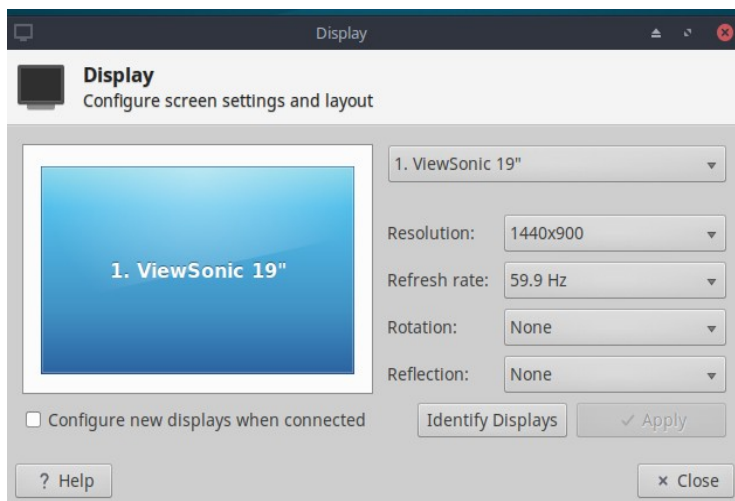 Display
Display
Configure screen settings and layout
1. ViewSonic 19"
1. ViewSonic 19"
Resolution: 1440x900
Refresh rate: 59.9 Hz
Rotation: None
Reflection: None
Configure new displays when connected
Identify Displays
✓ Apply
? Help
× Close